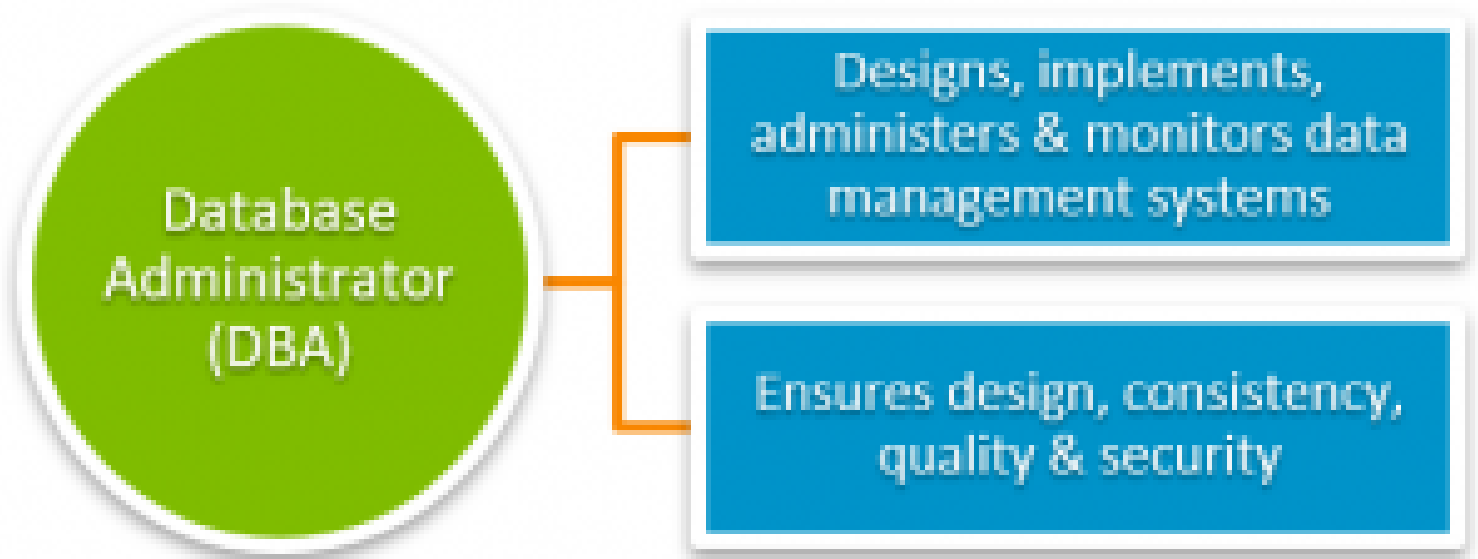 Database
Administrator
(DBA)
Designs, implements,
administers & monitors data
management systems
Ensures design, consistency,
quality & security